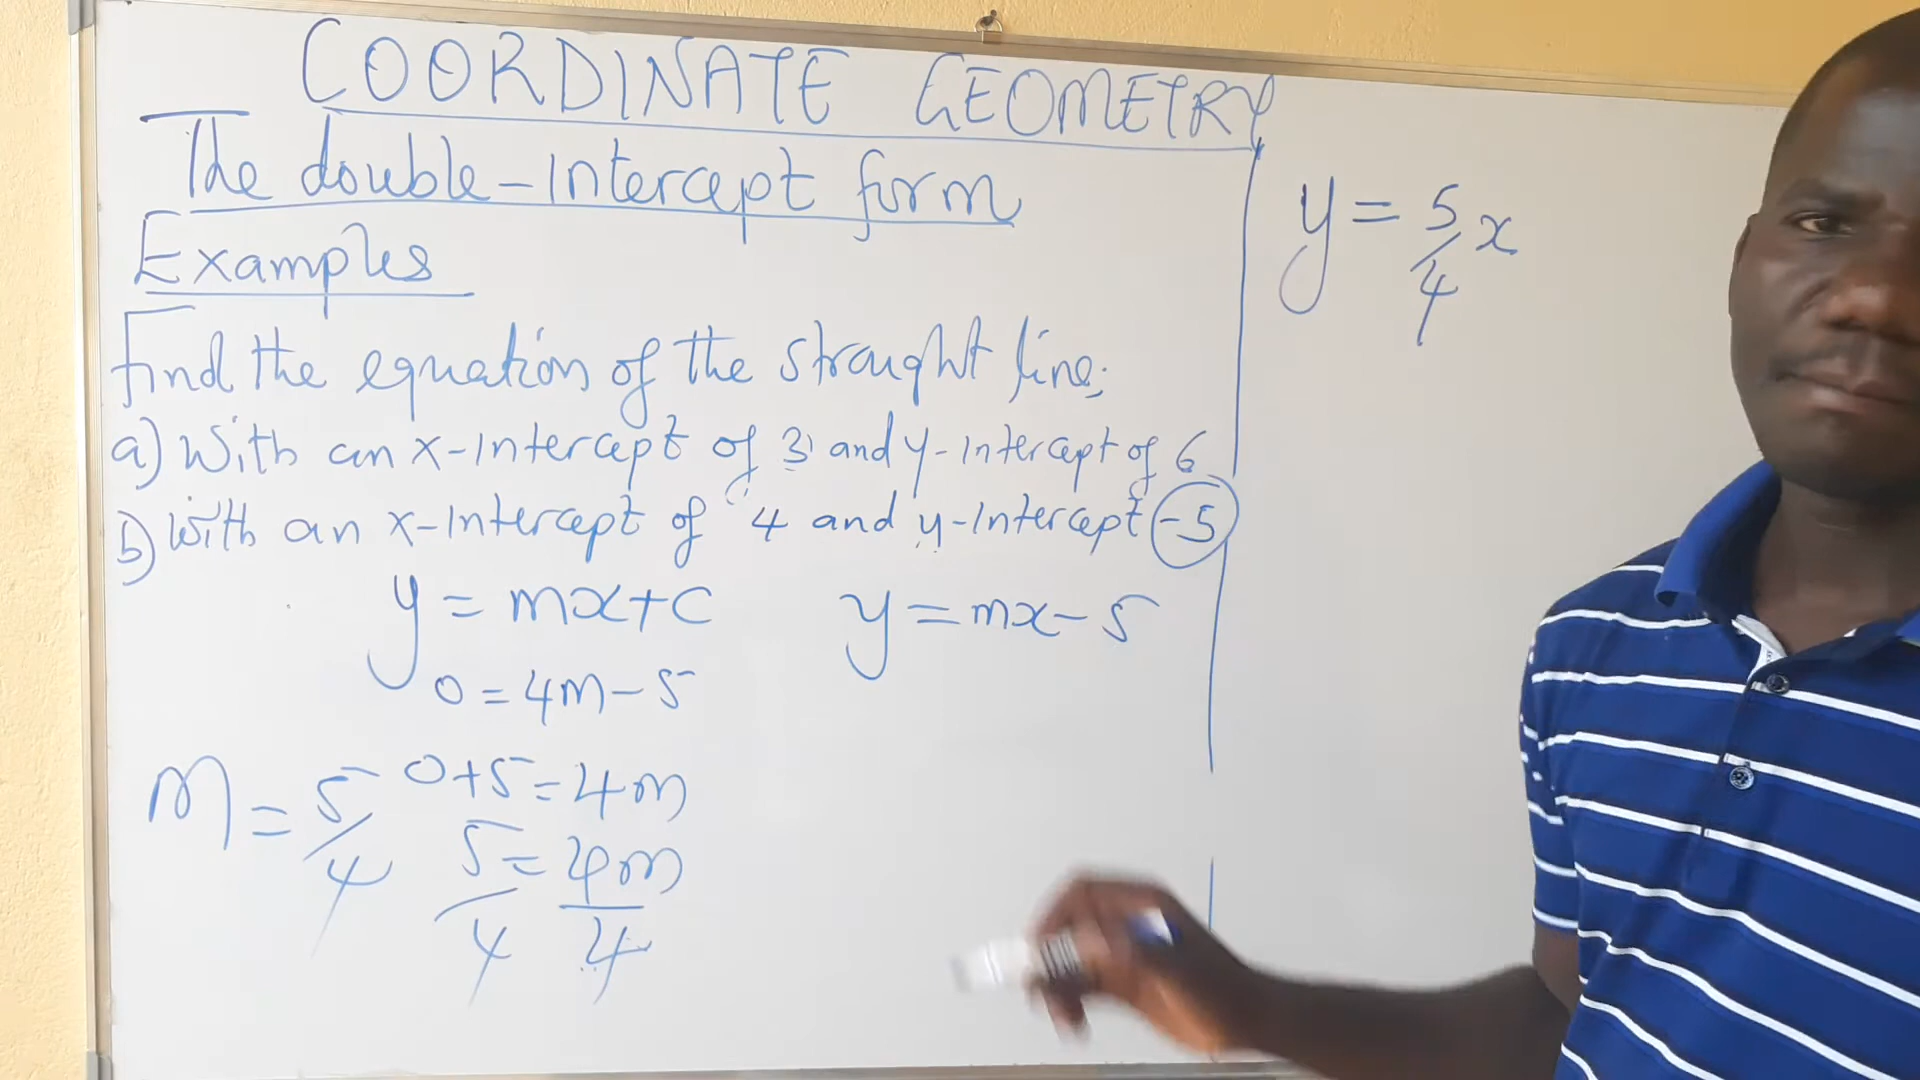 COORDINATE GEOMETRY
The double-intercept form
Examples
Find the equation of the straught line;
a) With an x-intercept of 3 and y-intercept of 6
b) With an x-intercept of 4 and y-intercept -5
y = mx+c
y = mx-5
0 = 4m-5
0+5 = 4m
m = 5/4
5/4 = 4m/4
y = 5/4 x